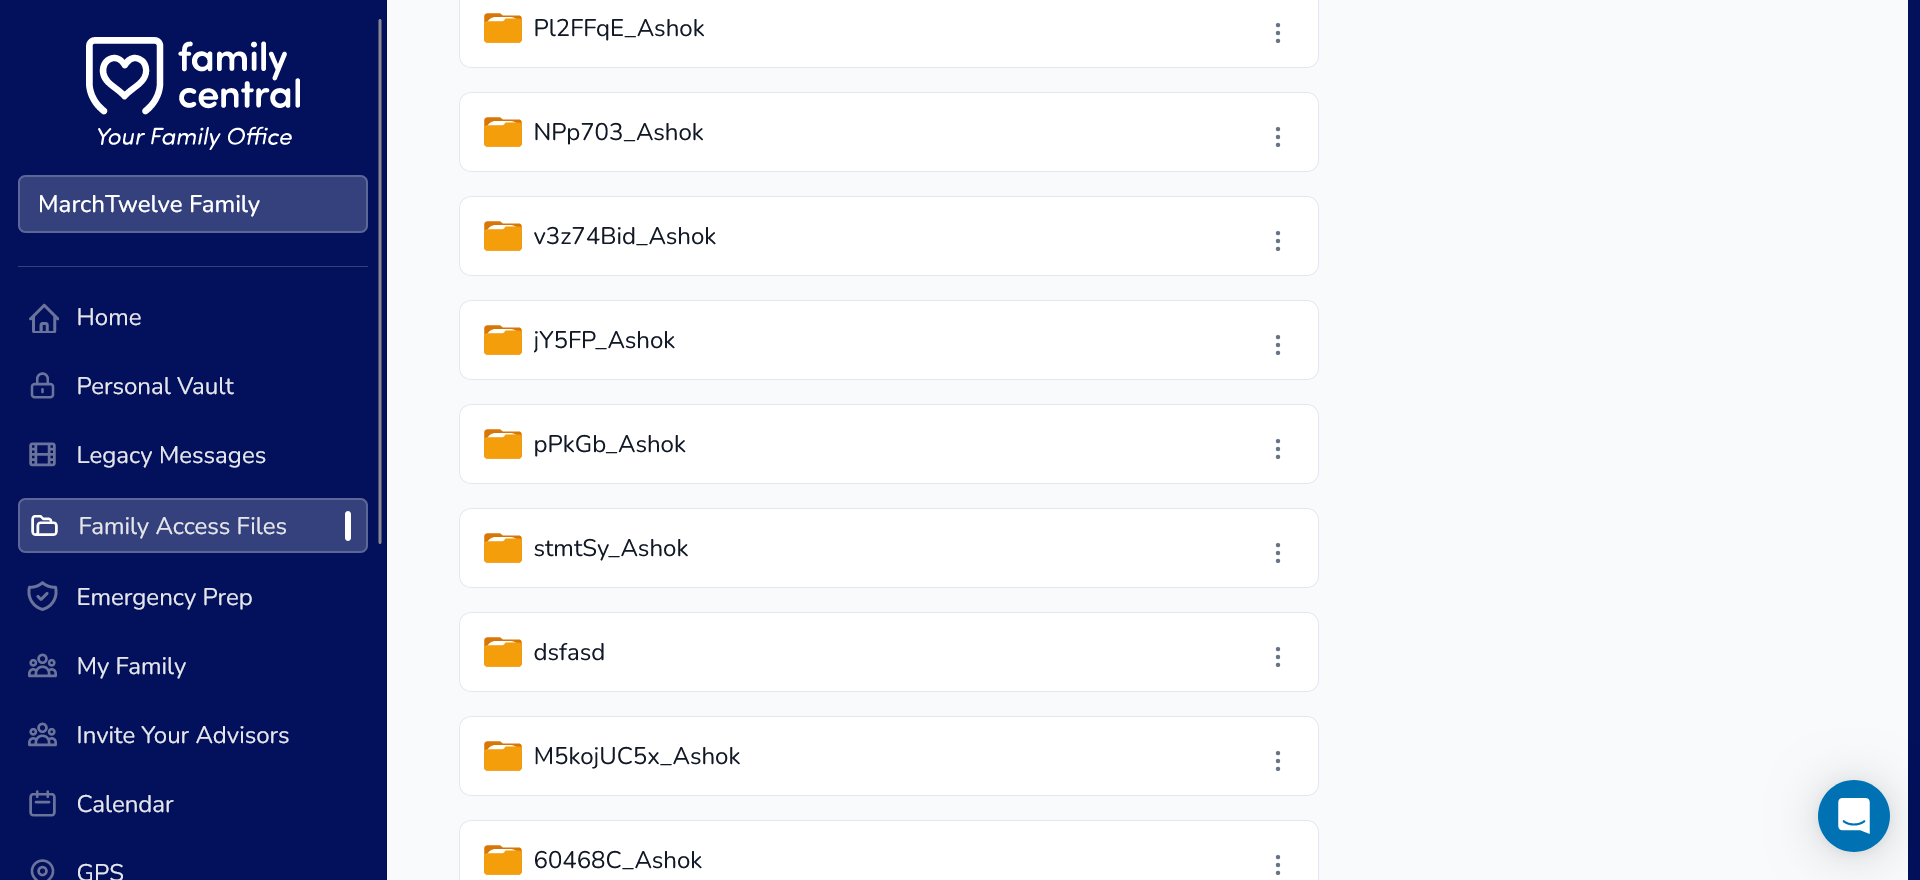 family
central
Your Family Office
MarchTwelve Family
Home
Personal Vault
Legacy Messages
Family Access Files
Emergency Prep
My Family
Invite Your Advisors
Calendar
GPS
Pl2FFqE_Ashok
NPp703_Ashok
v3z74Bid_Ashok
jY5FP_Ashok
pPkGb_Ashok
stmtSy_Ashok
dsfasd
M5kojUC5x_Ashok
60468C_Ashok